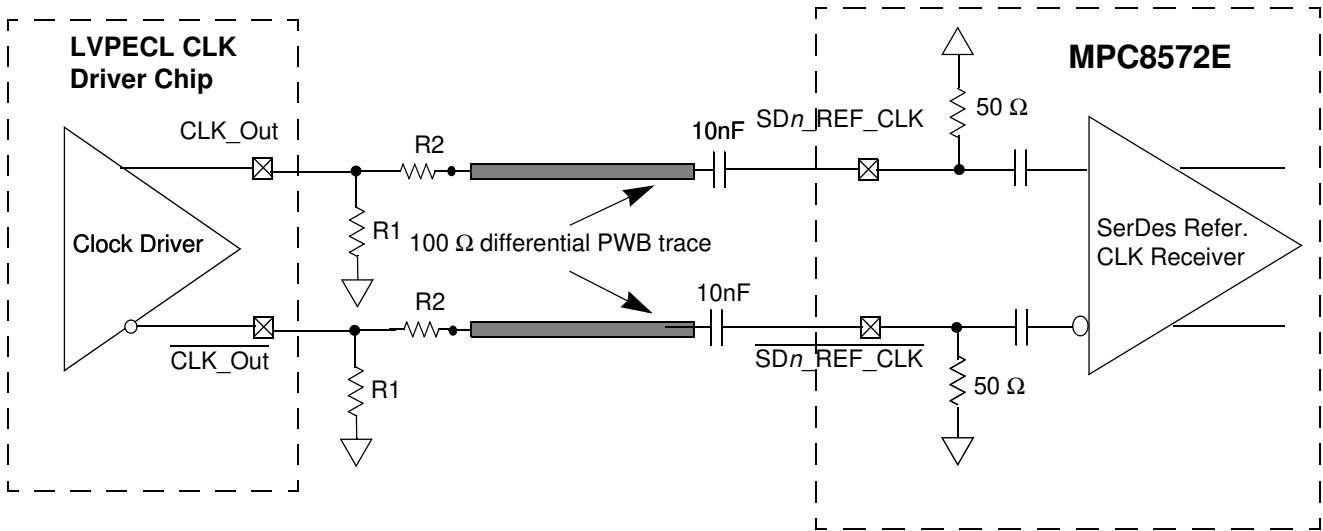 LVPECL CLK
Driver Chip
MPC8572E
CLK_Out
R2
10nF
SDn_REF_CLK
50 Ω
Clock Driver
R1
100 Ω differential PWB trace
SerDes Refer.
CLK Receiver
R2
10nF
CLK_Out
SDn_REF_CLK
R1
50 Ω